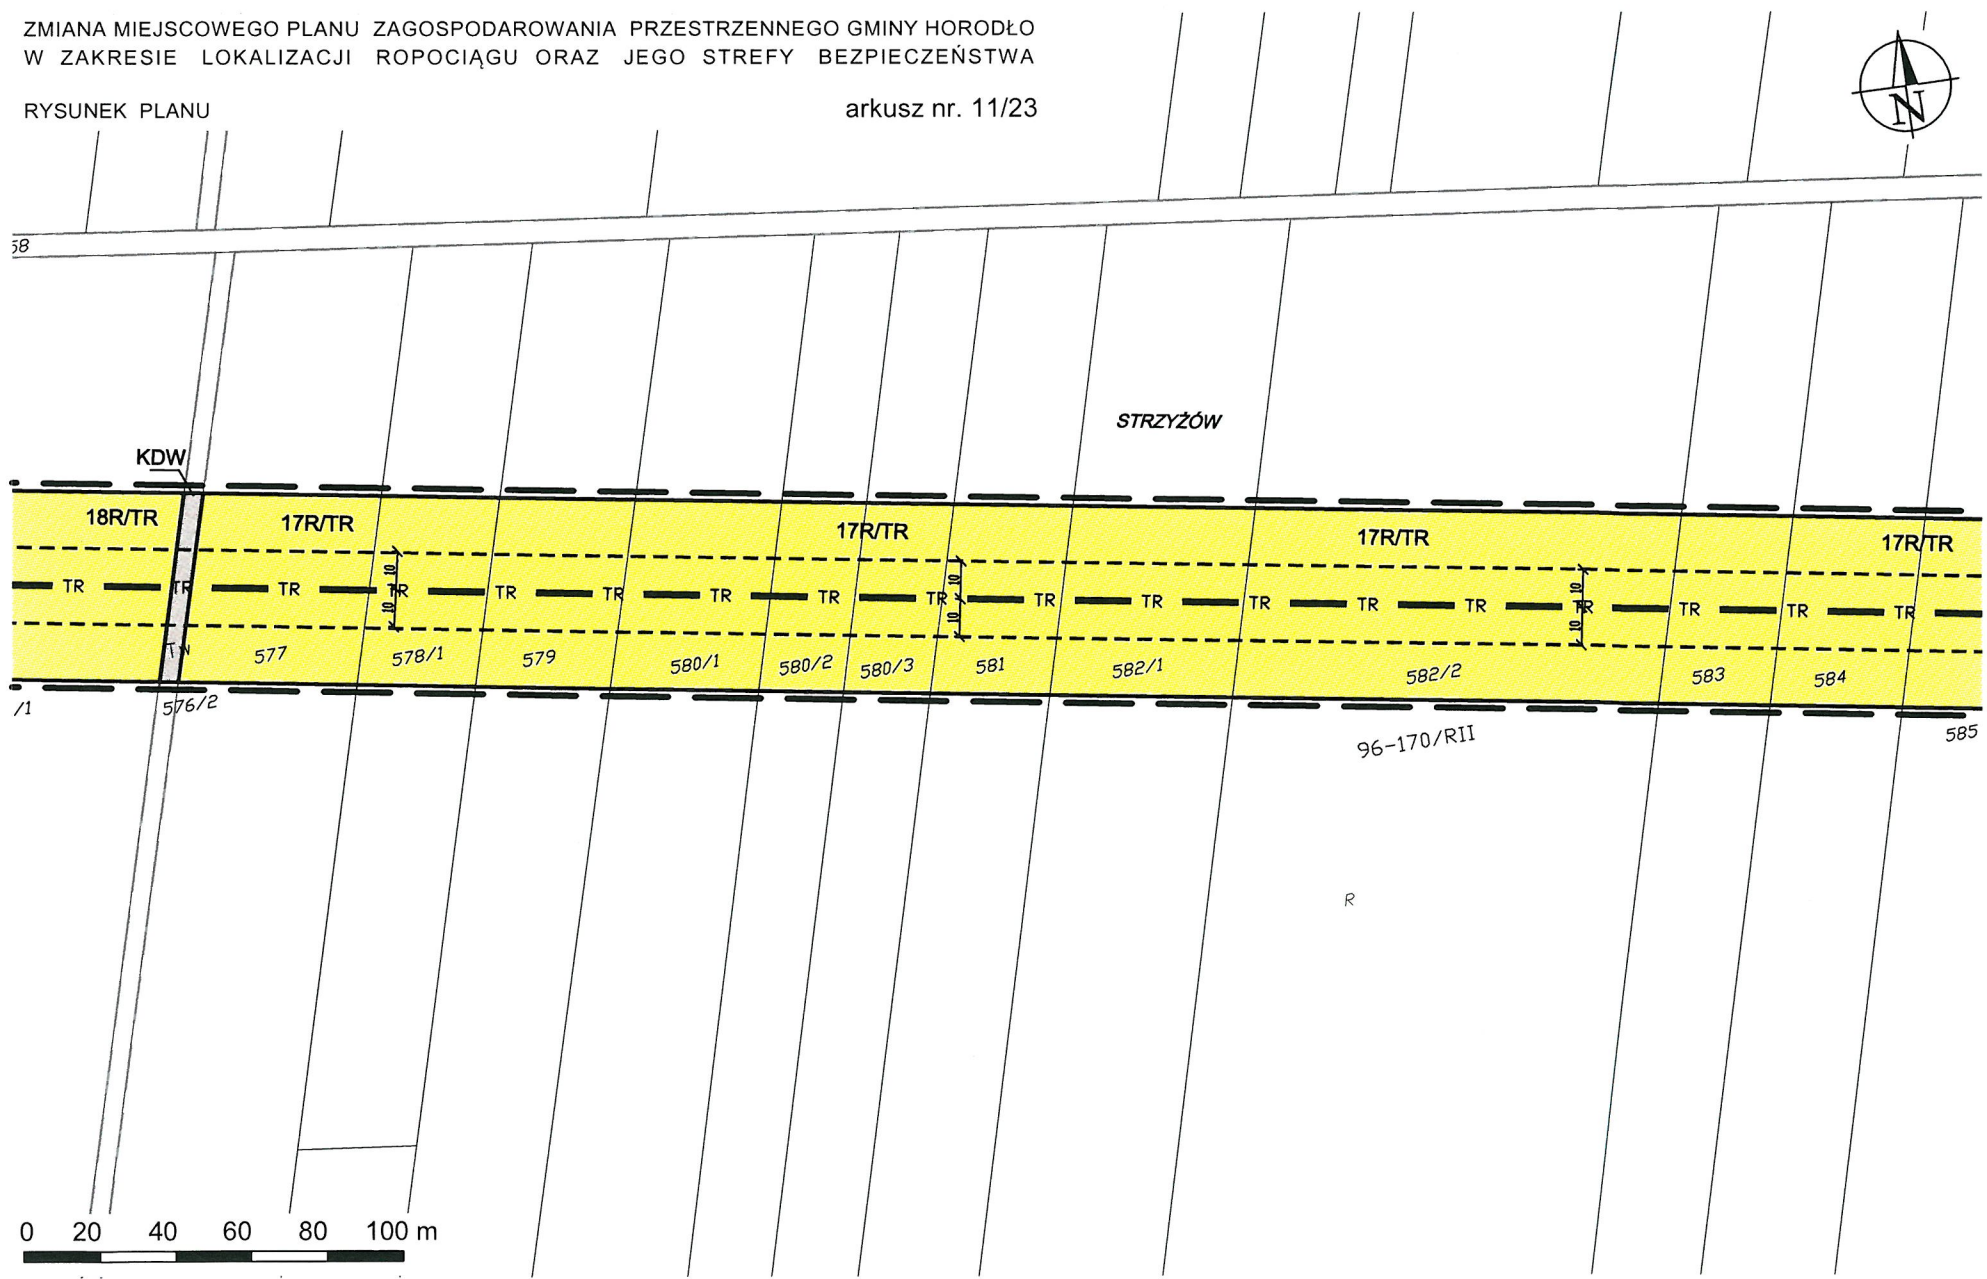 ZMIANA MIEJSCOWEGO PLANU ZAGOSPODAROWANIA PRZESTRZENNEGO GMINY HORODŁO
W ZAKRESIE LOKALIZACJI ROPOCIĄGU ORAZ JEGO STREFY BEZPIECZEŃSTWA
RYSUNEK PLANU
arkusz nr. 11/23
N
58
STRZYŻÓW
KDW
18R/TR 17R/TR 17R/TR 17R/TR 17R/TR
10 10 10
TR TR TR TR TR TR TR TR TR TR TR TR TR TR TR TR TR TR
10 10 10
577 578/1 579 580/1 580/2 580/3 581 582/1 582/2 583 584
/1 576/2 96-170/RII 585
R
0 20 40 60 80 100 m